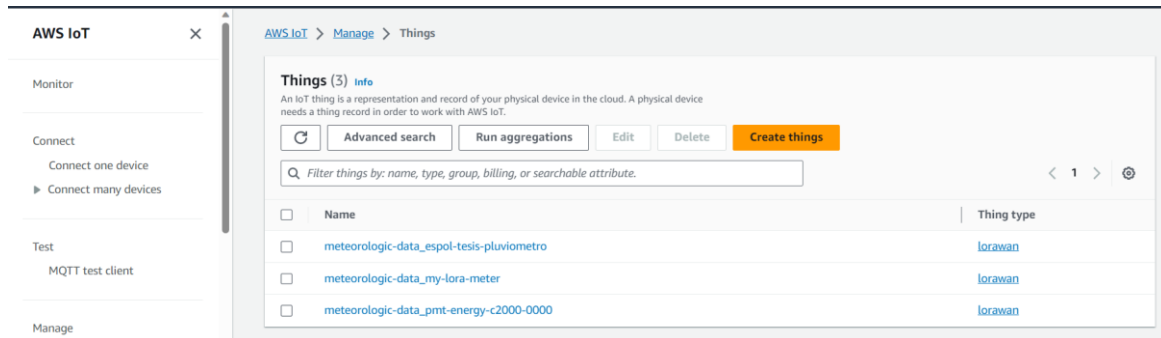 AWS IoT
Monitor
Connect
Connect one device
Connect many devices
Test
MQTT test client
Manage
AWS IoT > Manage > Things
Things (3) Info
An IoT thing is a representation and record of your physical device in the cloud. A physical device
needs a thing record in order to work with AWS IoT.
Advanced search Run aggregations Edit Delete Create things
Filter things by: name, type, group, billing, or searchable attribute.
< 1 >
Name Thing type
meteorologic-data_espol-tesis-pluviometro lorawan
meteorologic-data_my-lora-meter lorawan
meteorologic-data_pmt-energy-c2000-0000 lorawan